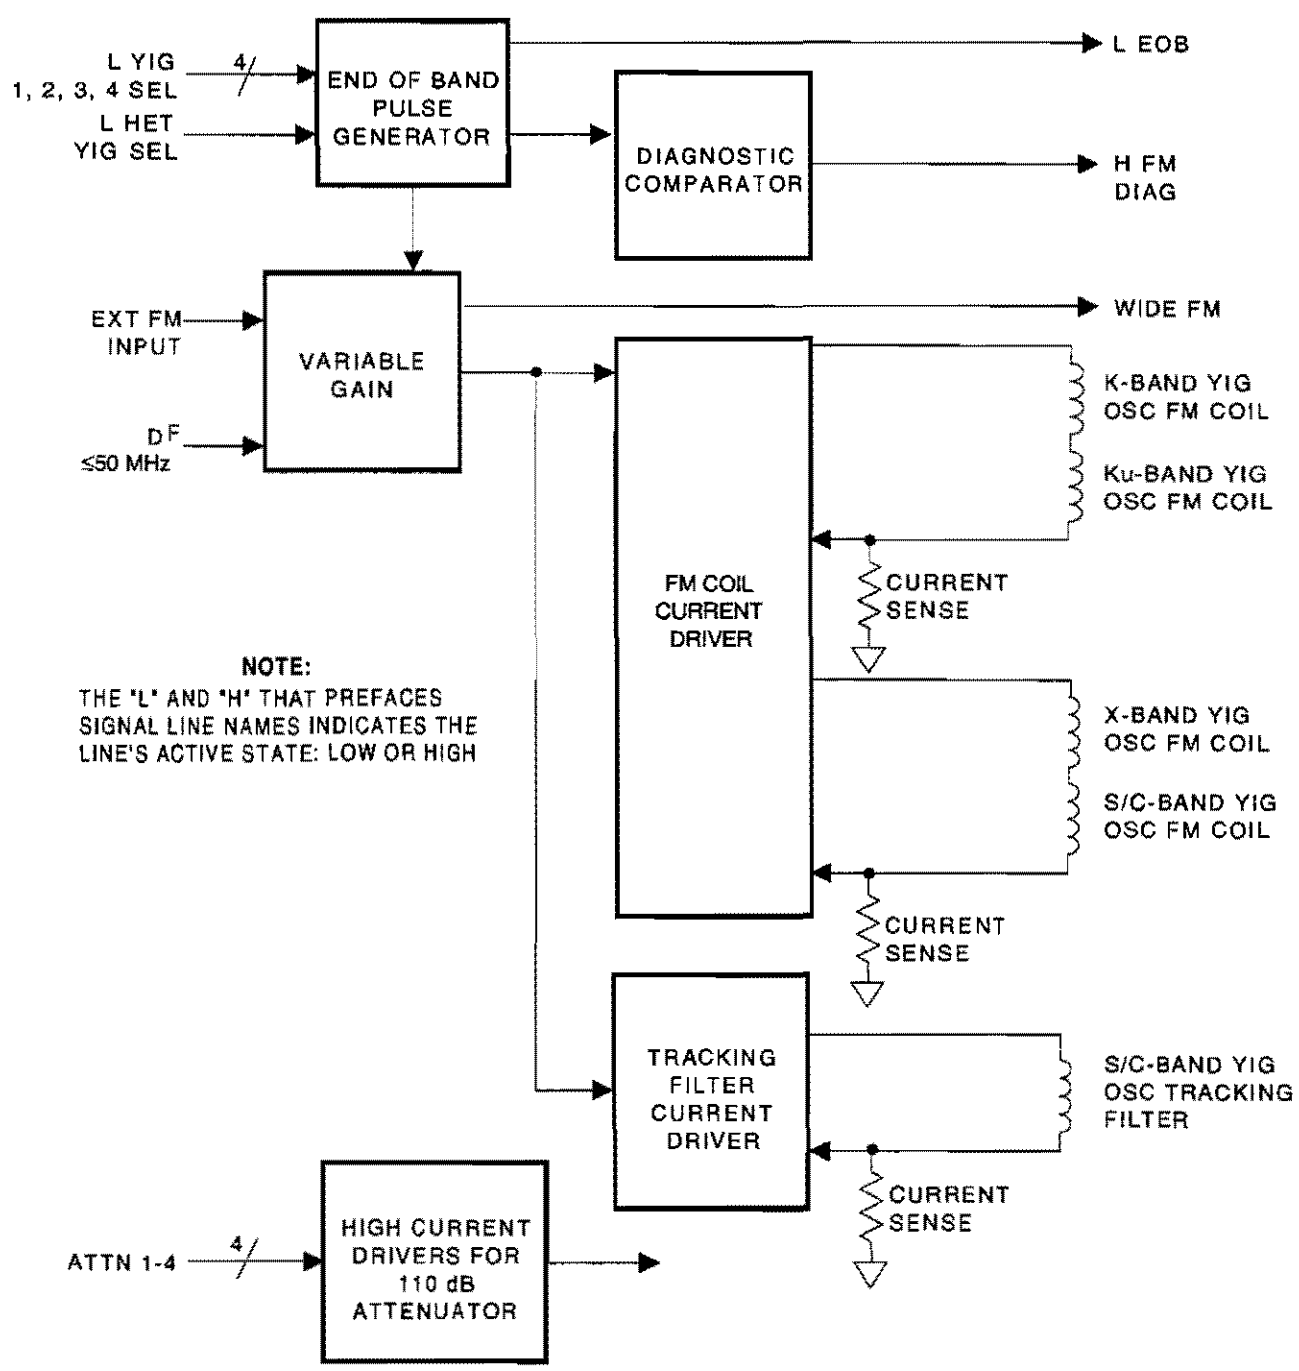 L YIG
1, 2, 3, 4 SEL
4
L HET
YIG SEL
END OF BAND
PULSE
GENERATOR
L EOB
DIAGNOSTIC
COMPARATOR
H FM
DIAG
EXT FM
INPUT
DF
≤50 MHz
VARIABLE
GAIN
WIDE FM
FM COIL
CURRENT
DRIVER
K-BAND YIG
OSC FM COIL
Ku-BAND YIG
OSC FM COIL
CURRENT
SENSE
NOTE:
THE "L" AND "H" THAT PREFACES
SIGNAL LINE NAMES INDICATES THE
LINE'S ACTIVE STATE: LOW OR HIGH
X-BAND YIG
OSC FM COIL
S/C-BAND YIG
OSC FM COIL
CURRENT
SENSE
TRACKING
FILTER
CURRENT
DRIVER
S/C-BAND YIG
OSC TRACKING
FILTER
CURRENT
SENSE
ATTN 1-4
4
HIGH CURRENT
DRIVERS FOR
110 dB
ATTENUATOR